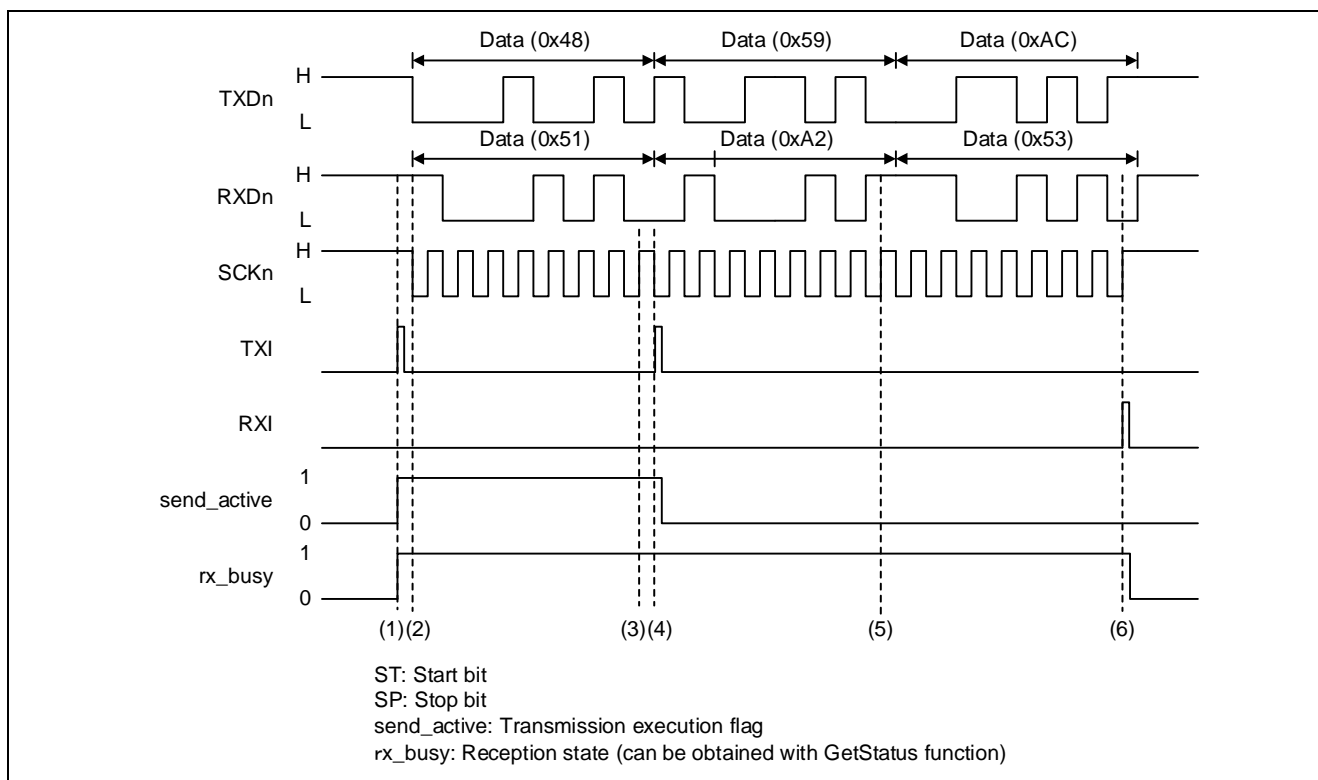 Data (0x48) Data (0x59) Data (0xAC)
H
TXDn
L
Data (0x51) Data (0xA2) Data (0x53)
H
RXDn
L
H
SCKn
L
TXI
RXI
1
send_active
0
1
rx_busy
0
(1) (2) (3) (4) (5) (6)
ST: Start bit
SP: Stop bit
send_active: Transmission execution flag
rx_busy: Reception state (can be obtained with GetStatus function)